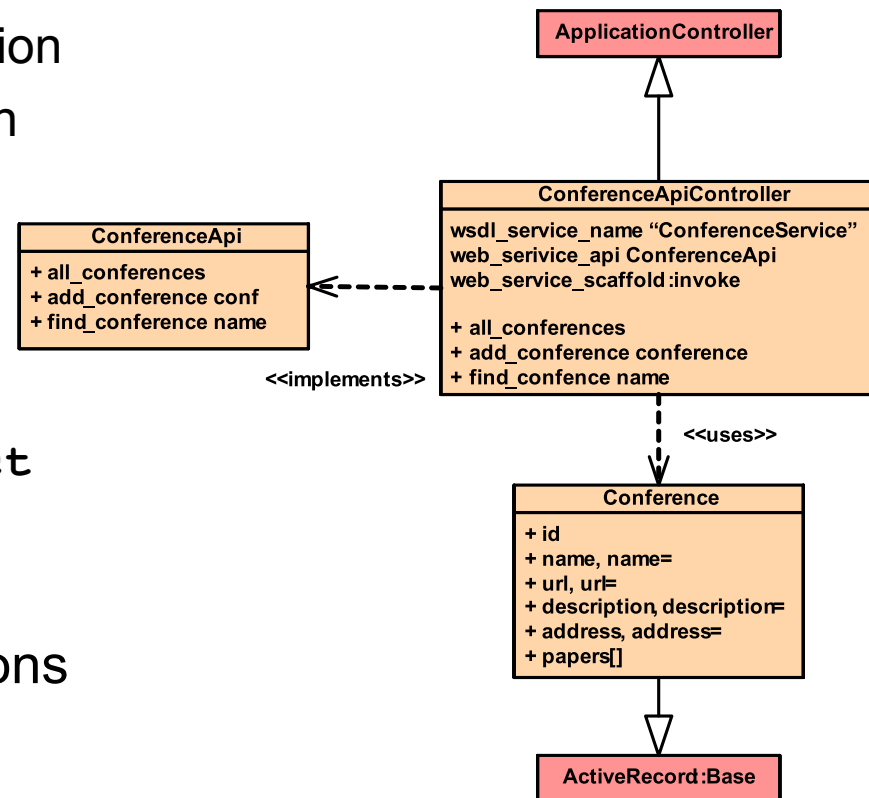 ion
n
ct
ons
ApplicationController
ConferenceApiController
wsdl_service_name “ConferenceService”
web_serivice_api ConferenceApi
web_service_scaffold :invoke
+ all_conferences
+ add_conference conference
+ find_confence name
ConferenceApi
+ all_conferences
+ add_conference conf
+ find_conference name
<<implements>>
<<uses>>
Conference
+ id
+ name, name=
+ url, url=
+ description, description=
+ address, address=
+ papers[]
ActiveRecord::Base